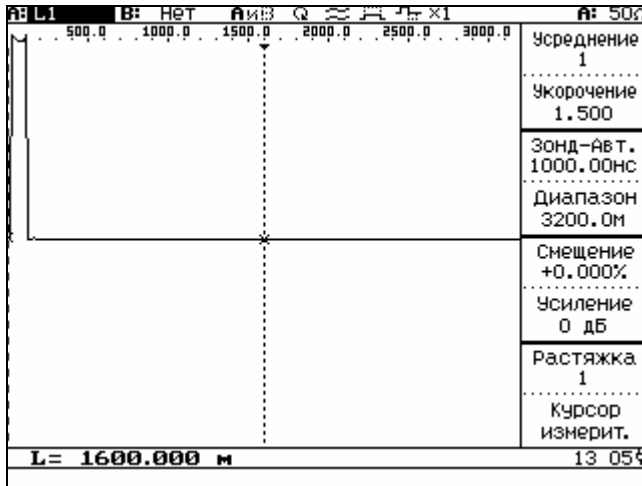 A: L1 B: Нет АиВ Q ×1 A: 50Ω
500.0 1000.0 1500.0 2000.0 2500.0 3000.0
Усреднение
1
Укорочение
1.500
Зонд-Авт.
1000.00нс
Диапазон
3200.0м
Смещение
+0.000%
Усиление
0 дБ
Растяжка
1
Курсор
измерит.
L= 1600.000 м
13 05